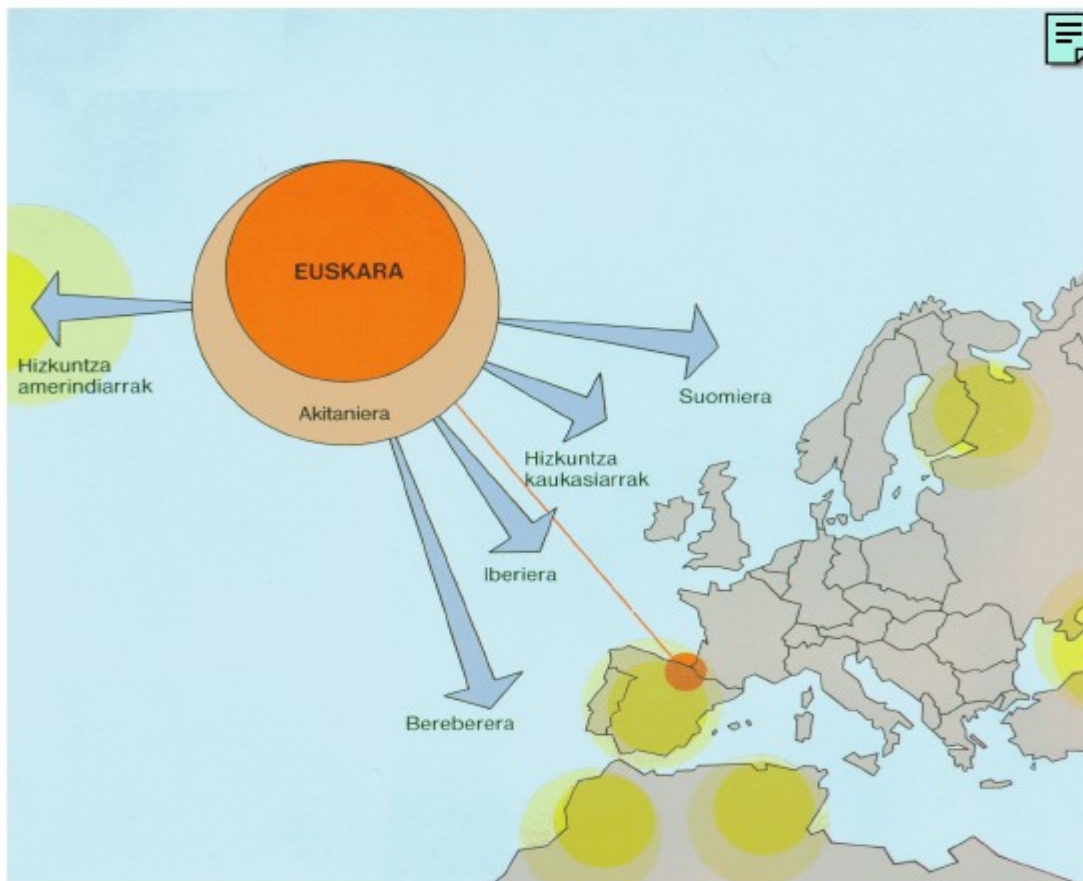 EUSKARA
Hizkuntza
amerindiarrak
Akitaniera
Suomiera
Hizkuntza
kaukasiarrak
Iberiera
Bereberera